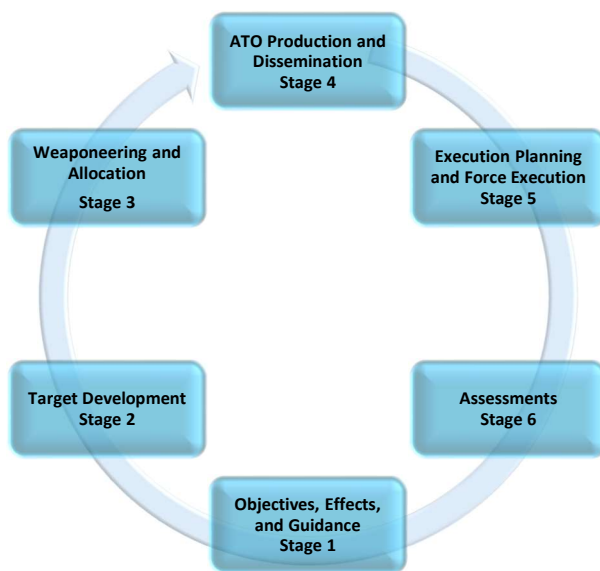 ATO Production and
Dissemination
Stage 4
Weaponeering and
Allocation
Stage 3
Execution Planning
and Force Execution
Stage 5
Target Development
Stage 2
Assessments
Stage 6
Objectives, Effects,
and Guidance
Stage 1